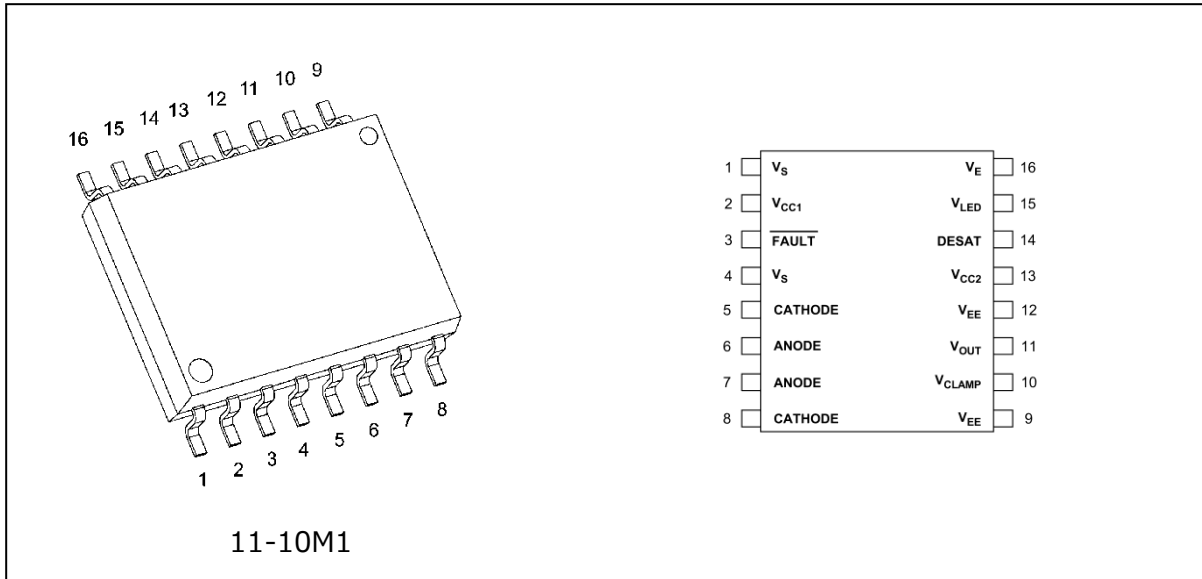 16 15 14 13 12 11 10 9
1 2 3 4 5 6 7 8
11-10M1
1 VS VE 16
2 VCC1 VLED 15
3 FAULT DESAT 14
4 VS VCC2 13
5 CATHODE VEE 12
6 ANODE VOUT 11
7 ANODE VCLAMP 10
8 CATHODE VEE 9